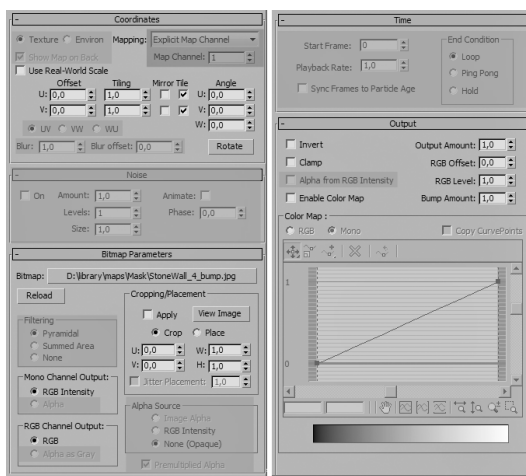 Coordinates
Texture Environ Mapping: Explicit Map Channel
Show Map on Back Map Channel: 1
Use Real-World Scale
Offset Tiling Mirror Tile Angle
U: 0,0 1,0 U: 0,0
V: 0,0 1,0 V: 0,0
W: 0,0
UV VW WU
Blur: 1,0 Blur offset: 0,0 Rotate
Noise
On Amount: 1,0 Animate:
Levels: 1 Phase: 0,0
Size: 1,0
Bitmap Parameters
Bitmap: D:\library\maps\Mask\StoneWall_4_bump.jpg
Reload
Filtering
Pyramidal
Summed Area
None
Mono Channel Output:
RGB Intensity
Alpha
RGB Channel Output:
RGB
Alpha as Gray
Cropping/Placement
Apply View Image
Crop Place
U: 0,0 W: 1,0
V: 0,0 H: 1,0
Jitter Placement: 1,0
Alpha Source
Image Alpha
RGB Intensity
None (Opaque)
Premultiplied Alpha
Time
Start Frame: 0
Playback Rate: 1,0
Sync Frames to Particle Age
End Condition
Loop
Ping Pong
Hold
Output
Invert Output Amount: 1,0
Clamp RGB Offset: 0,0
Alpha from RGB Intensity RGB Level: 1,0
Enable Color Map Bump Amount: 1,0
Color Map :
RGB Mono Copy CurvePoints
1
0